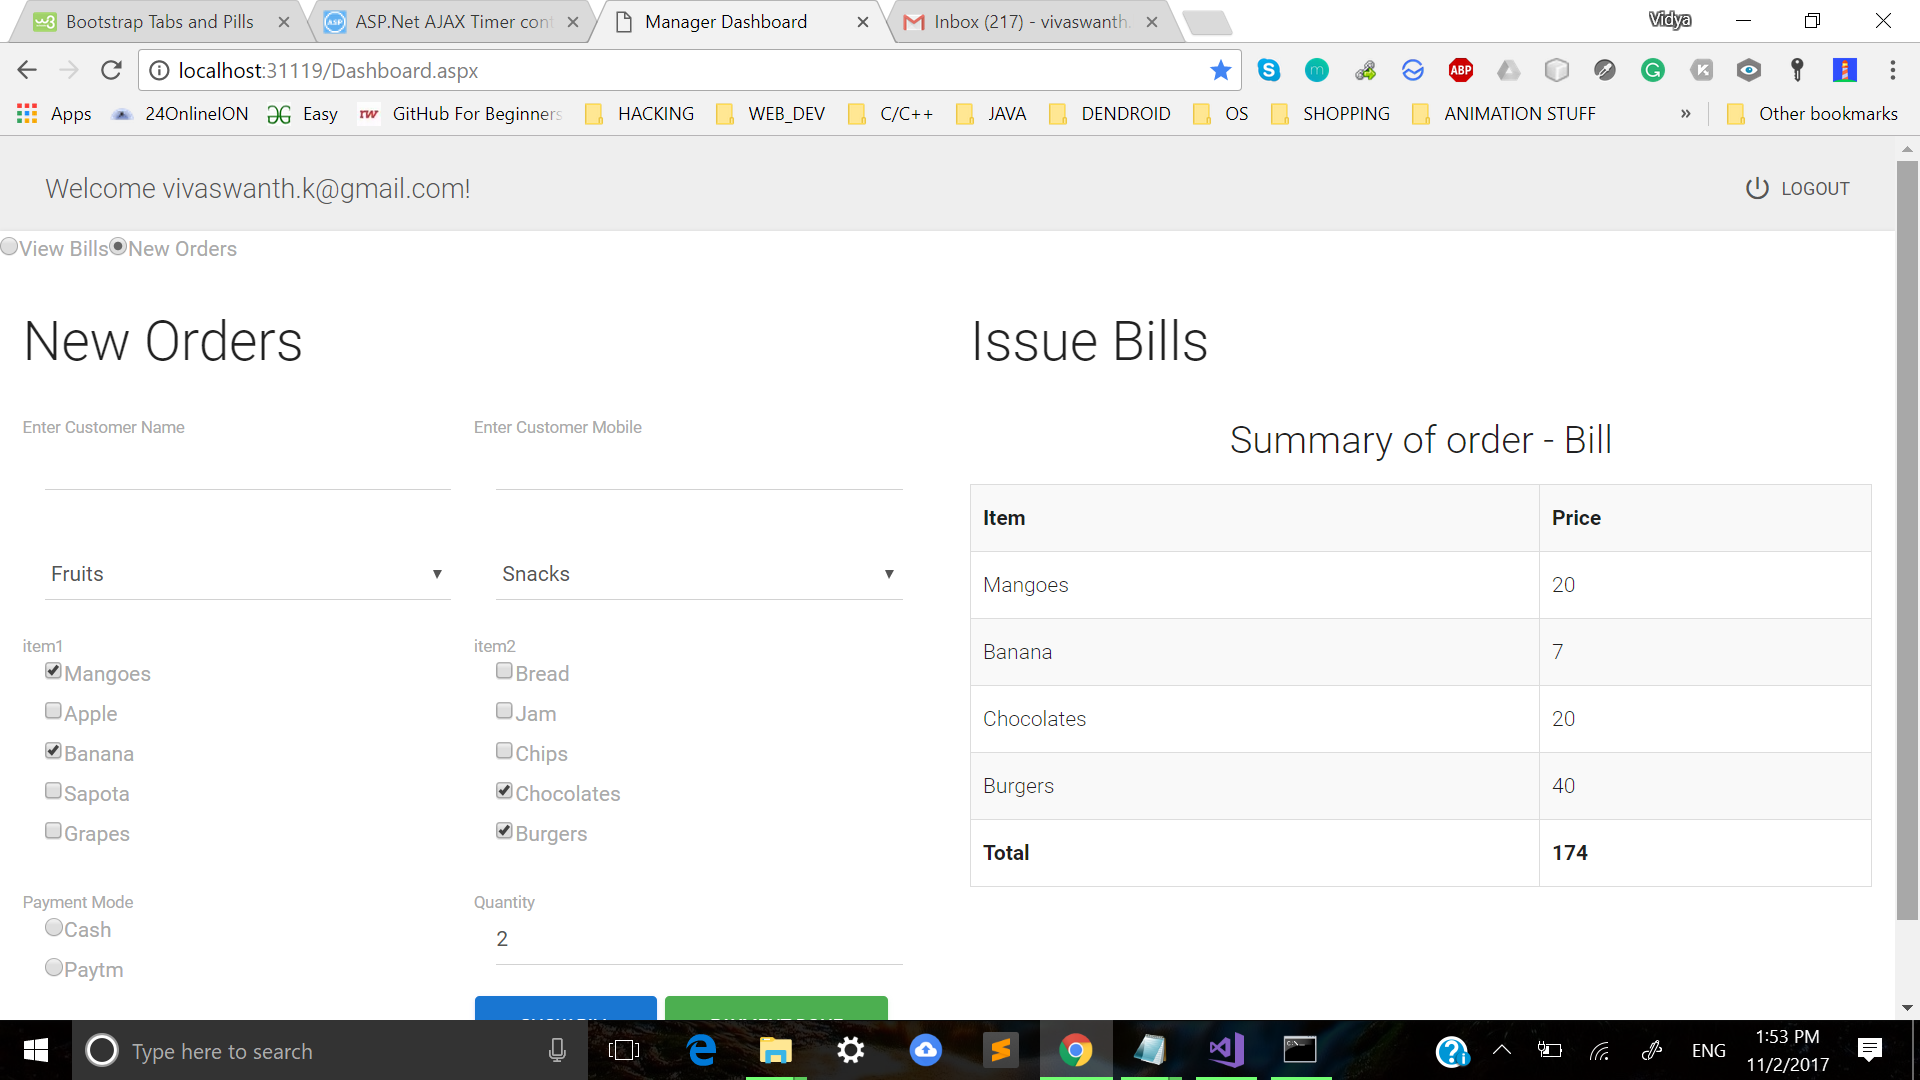 Bootstrap Tabs and Pills
ASP.Net AJAX Timer cont
Manager Dashboard
Inbox (217) - vivaswanth.
Vidya
localhost:31119/Dashboard.aspx
Apps
24OnlineION
Easy
GitHub For Beginners
HACKING
WEB_DEV
C/C++
JAVA
DENDROID
OS
SHOPPING
ANIMATION STUFF
»
Other bookmarks
Welcome vivaswanth.k@gmail.com!
LOGOUT
View Bills
New Orders
New Orders
Enter Customer Name
Enter Customer Mobile
Fruits
Snacks
item1
Mangoes
Apple
Banana
Sapota
Grapes
item2
Bread
Jam
Chips
Chocolates
Burgers
Payment Mode
Cash
Paytm
Quantity
2
Issue Bills
Summary of order - Bill
Item Price
Mangoes 20
Banana 7
Chocolates 20
Burgers 40
Total 174
Type here to search
ENG
1:53 PM
11/2/2017